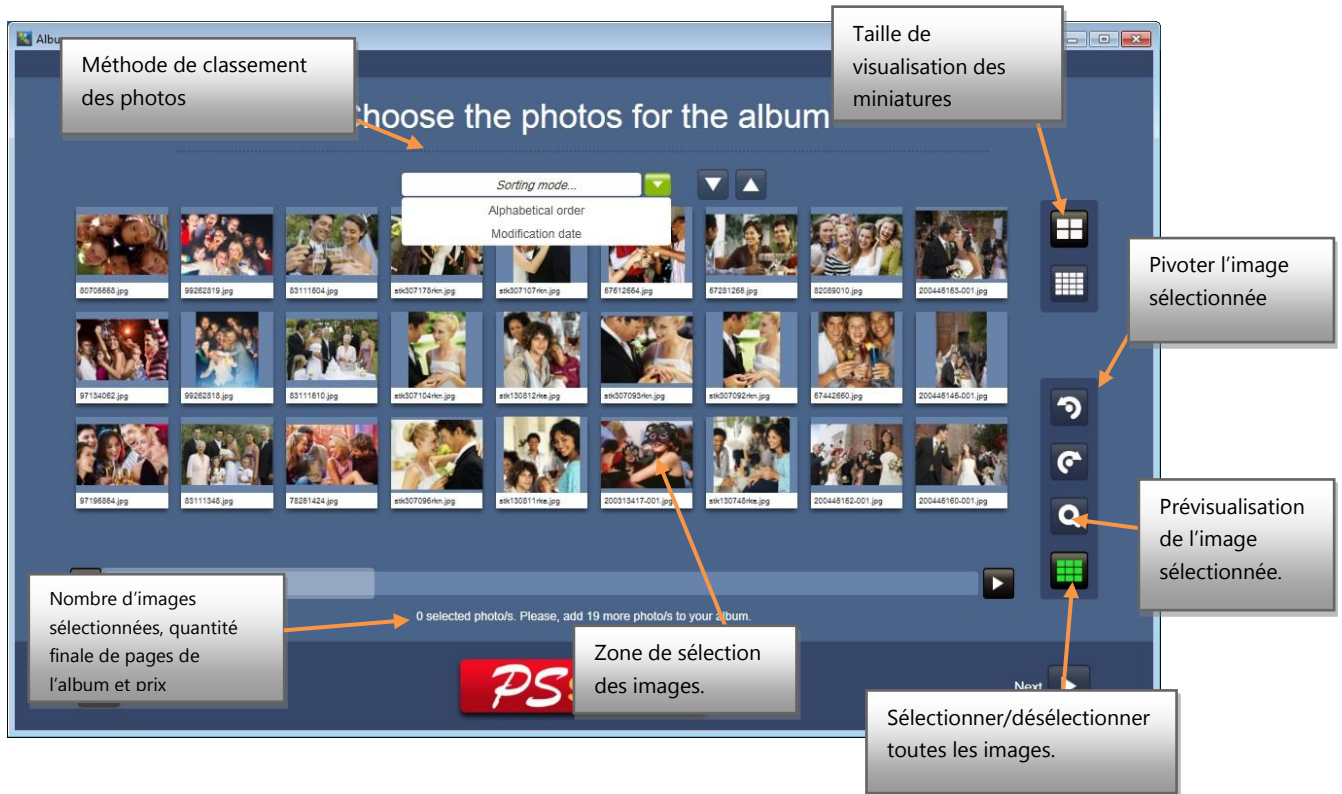 Albu
Méthode de classement
des photos
Taille de
visualisation des
miniatures
hoose the photos for the album
Sorting mode...
Alphabetical order
Modification date
Pivoter l'image
sélectionnée
80706668.jpg 99262819.jpg 83111604.jpg stk307178rkn.jpg stk307107rkn.jpg 67612664.jpg 67281266.jpg 82089010.jpg 200446163-001.jpg
97134062.jpg 99262818.jpg 83111610.jpg stk307104rkn.jpg stk130812rke.jpg stk307093rkn.jpg stk307092rkn.jpg 67442660.jpg 200446146-001.jpg
97196864.jpg 83111348.jpg 78261424.jpg stk307096rkn.jpg stk130811rke.jpg 200313417-001.jpg stk130748rke.jpg 200446162-001.jpg 200446160-001.jpg
Prévisualisation
de l'image
sélectionnée.
Nombre d'images
sélectionnées, quantité
finale de pages de
l'album et prix
0 selected photo/s. Please, add 19 more photo/s to your album.
Zone de sélection
des images.
PS
Next
Sélectionner/désélectionner
toutes les images.